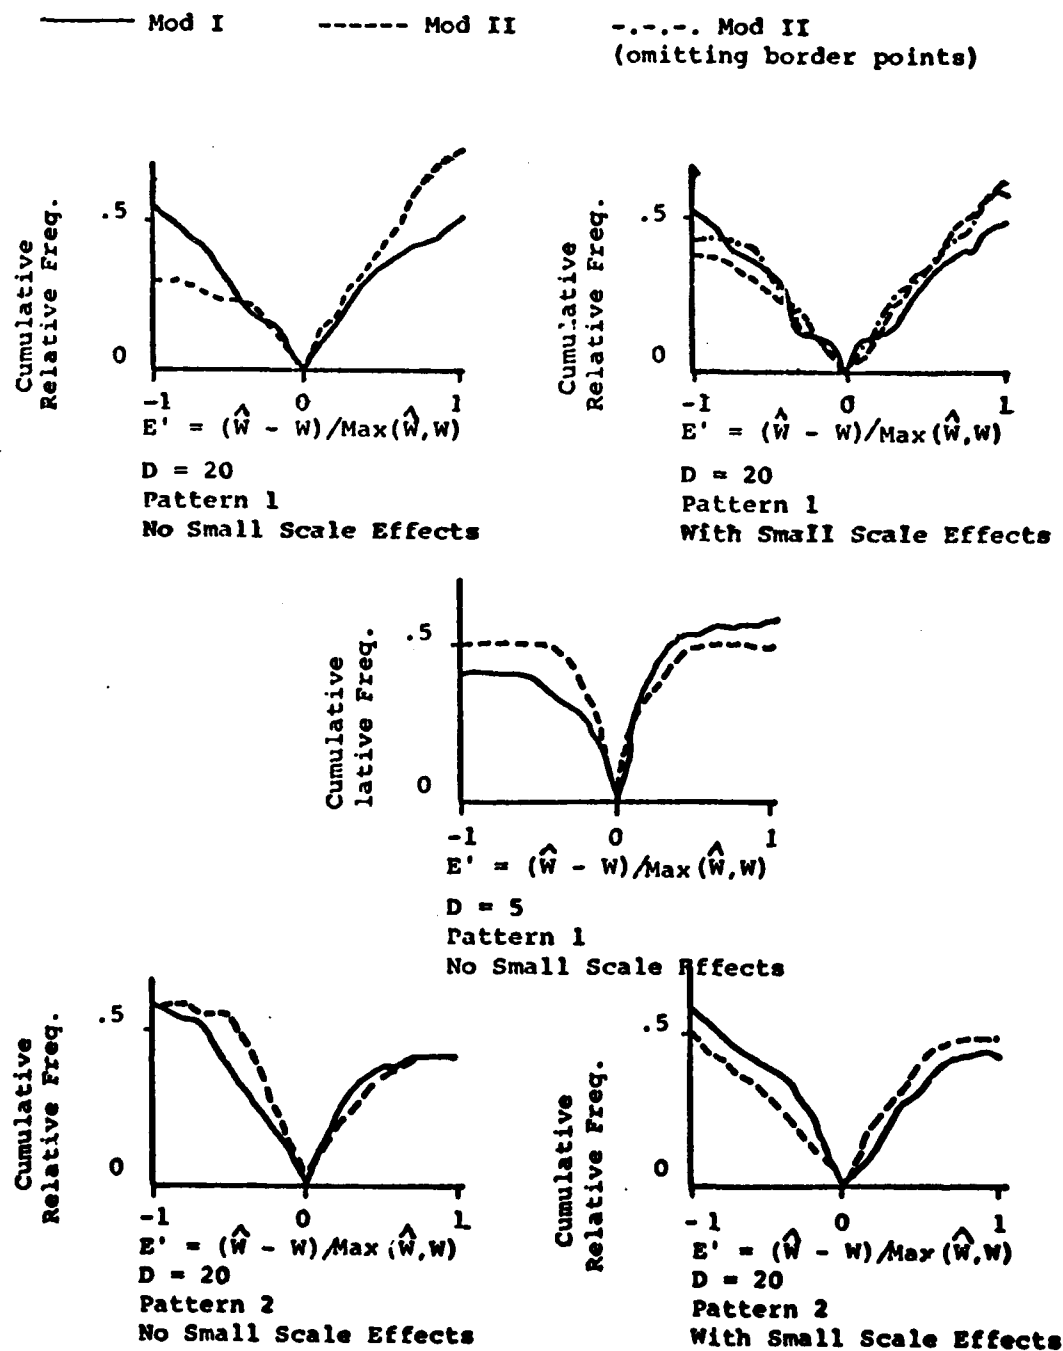 Mod I
Mod II
Mod II
(omitting border points)
Cumulative
Relative Freq.
.5
0
-1 0 1
E' = (Ŵ - W)/Max(Ŵ,W)
D = 20
Pattern 1
No Small Scale Effects
Cumulative
Relative Freq.
.5
0
-1 0 1
E' = (Ŵ - W)/Max(Ŵ,W)
D = 20
Pattern 1
With Small Scale Effects
Cumulative
lative Freq.
.5
0
-1 0 1
E' = (Ŵ - W)/Max(Ŵ,W)
D = 5
Pattern 1
No Small Scale Effects
Cumulative
Relative Freq.
.5
0
-1 0 1
E' = (Ŵ - W)/Max(Ŵ,W)
D = 20
Pattern 2
No Small Scale Effects
Cumulative
Relative Freq.
.5
0
-1 0 1
E' = (Ŵ - W)/Max(Ŵ,W)
D = 20
Pattern 2
With Small Scale Effects